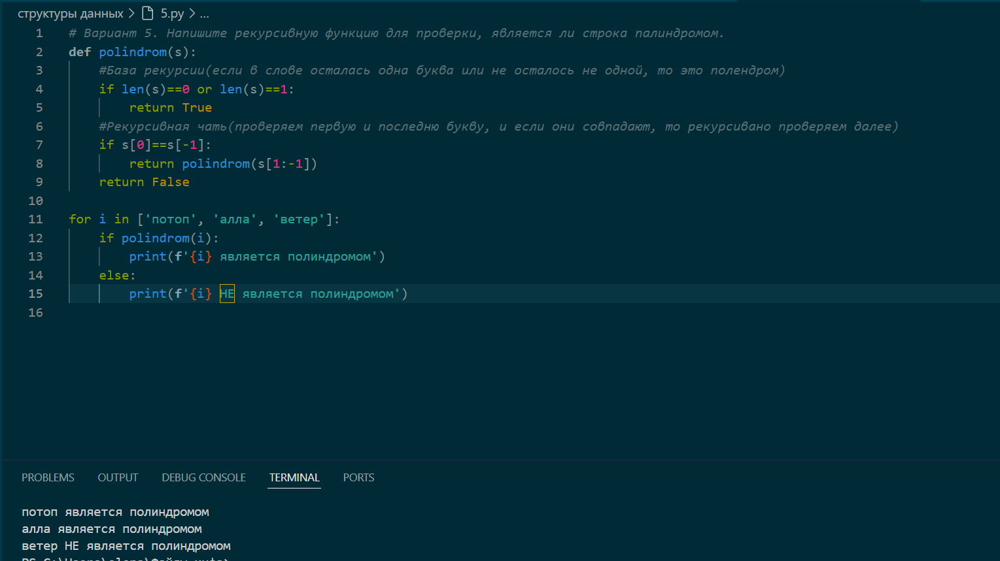 структуры данных > 5.py > ...
1 # Вариант 5. Напишите рекурсивную функцию для проверки, является ли строка палиндромом.
2 def polindrom(s):
3 #База рекурсии(если в слове осталась одна буква или не осталось не одной, то это полендром)
4 if len(s)==0 or len(s)==1:
5 return True
6 #Рекурсивная чать(проверяем первую и последню букву, и если они совпадают, то рекурсивано проверяем далее)
7 if s[0]==s[-1]:
8 return polindrom(s[1:-1])
9 return False
10
11 for i in ['потоп', 'алла', 'ветер']:
12 if polindrom(i):
13 print(f'{i} является полиндромом')
14 else:
15 print(f'{i} НЕ является полиндромом')
16
PROBLEMS OUTPUT DEBUG CONSOLE TERMINAL PORTS
потоп является полиндромом
алла является полиндромом
ветер НЕ является полиндромом